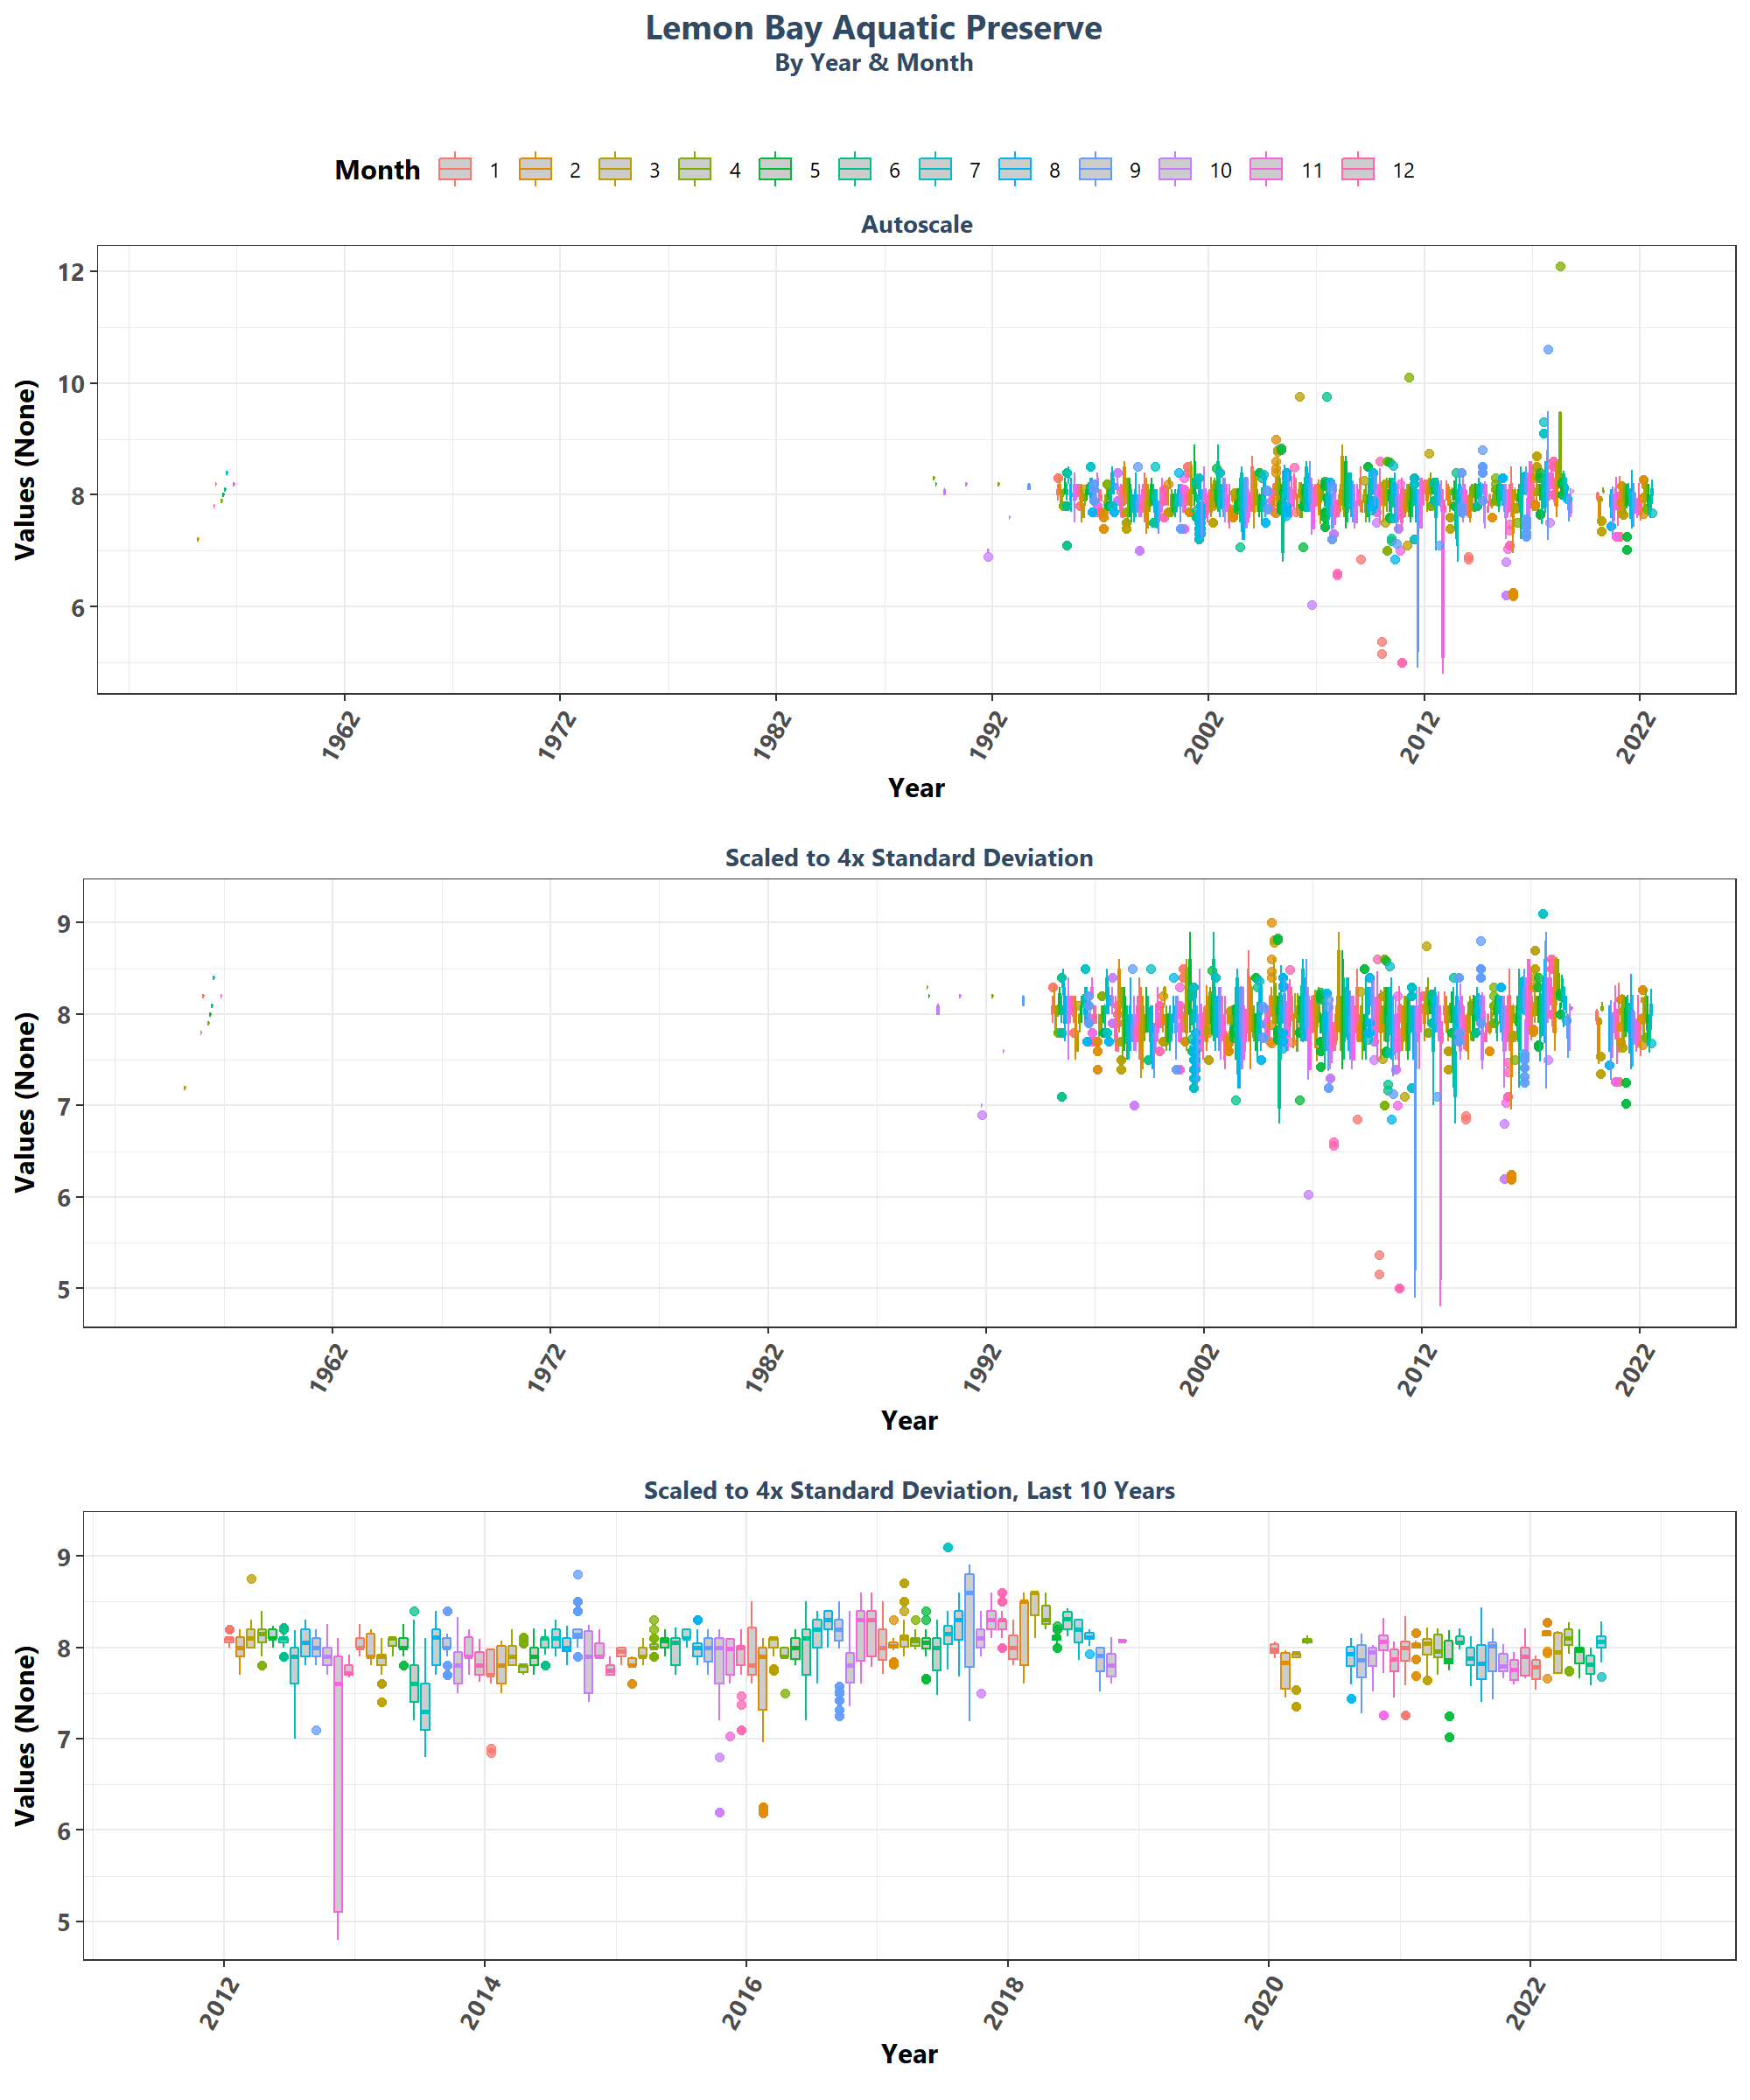 Lemon Bay Aquatic Preserve
By Year & Month
Month 1 2 3 4 5 6 7 8 9 10 11 12
Autoscale
Values (None)
12
10
8
6
1962 1972 1982 1992 2002 2012 2022
Year
Scaled to 4x Standard Deviation
Values (None)
9
8
7
6
5
1962 1972 1982 1992 2002 2012 2022
Year
Scaled to 4x Standard Deviation, Last 10 Years
Values (None)
9
8
7
6
5
2012 2014 2016 2018 2020 2022
Year